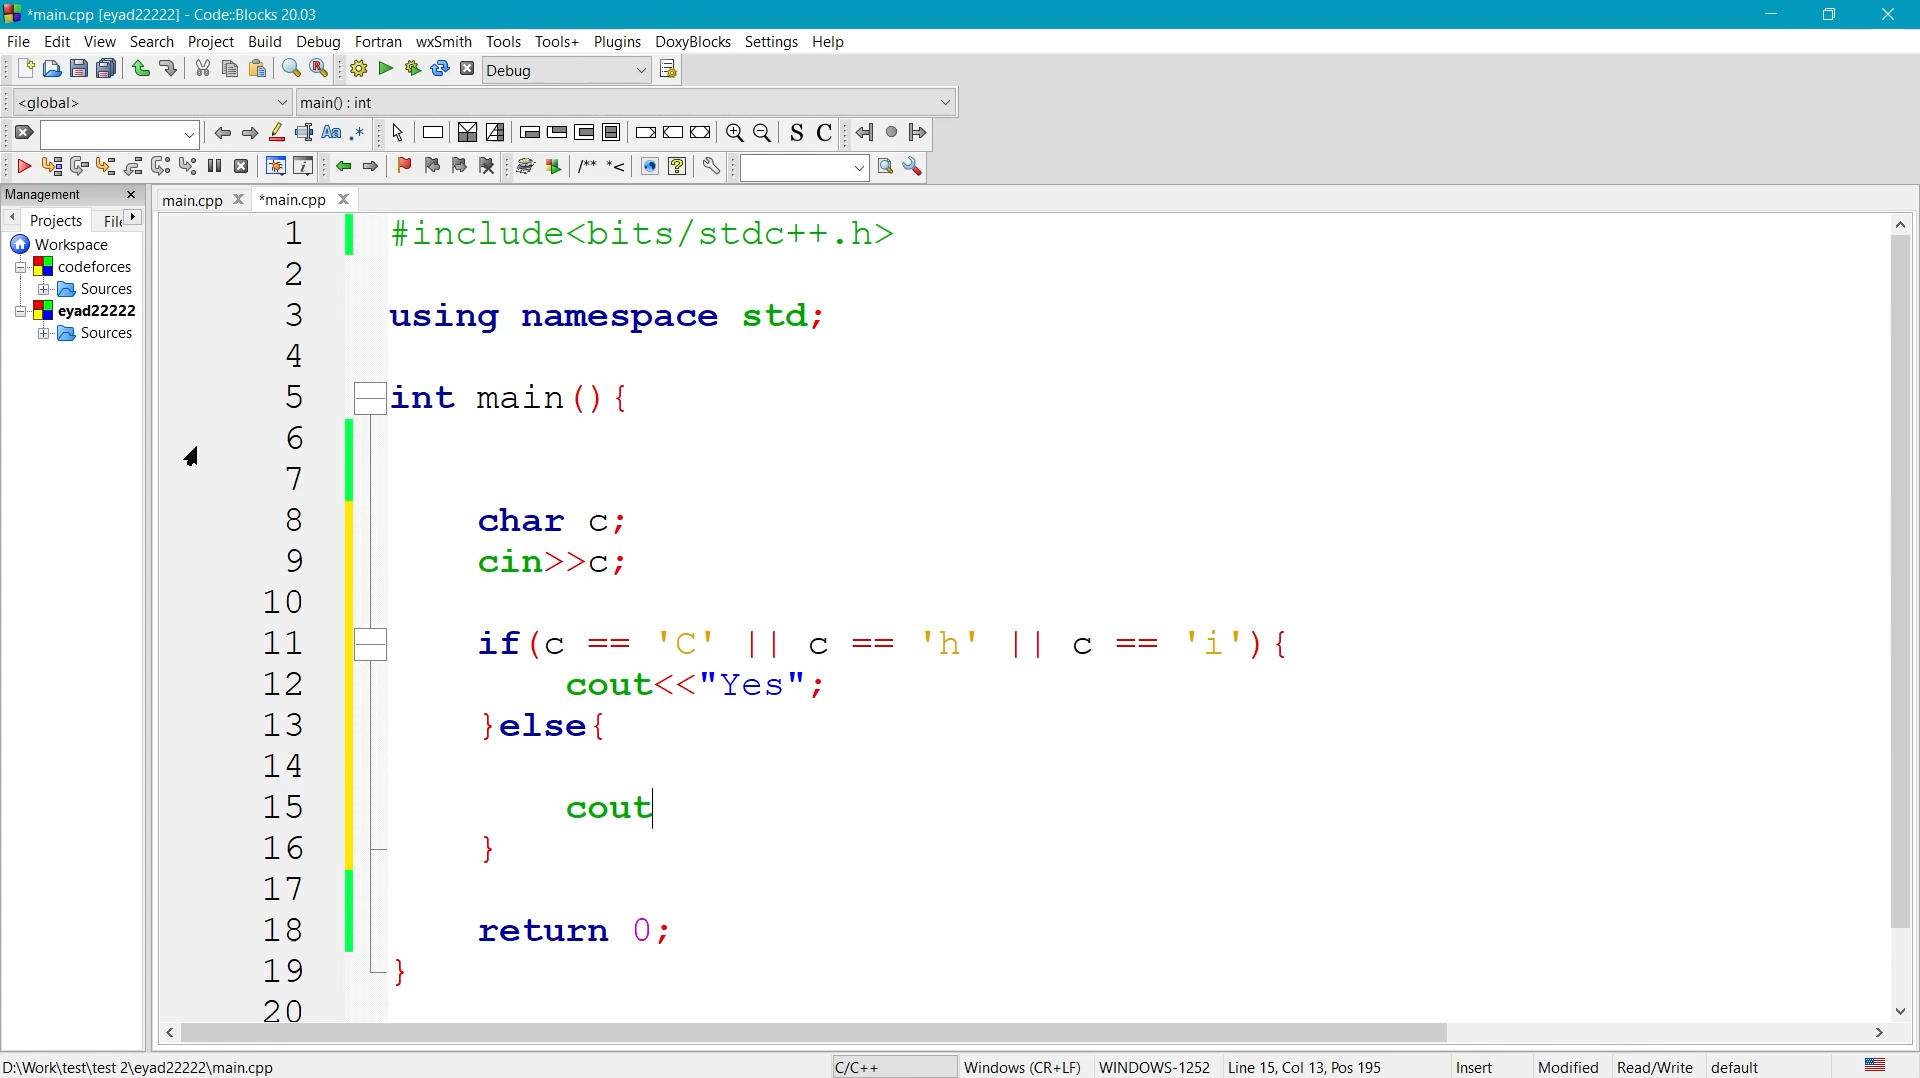 *main.cpp [eyad22222] - Code::Blocks 20.03
File Edit View Search Project Build Debug Fortran wxSmith Tools Tools+ Plugins DoxyBlocks Settings Help
Debug
<global> main() : int
Aa .* S C
/** *<
Management
main.cpp *main.cpp
Projects File
Workspace
codeforces
Sources
eyad22222
Sources
1 #include<bits/stdc++.h>
2
3 using namespace std;
4
5 int main(){
6
7
8 char c;
9 cin>>c;
10
11 if(c == 'C' || c == 'h' || c == 'i'){
12 cout<<"Yes";
13 }else{
14
15 cout
16 }
17
18 return 0;
19 }
20
D:\Work\test\test 2\eyad22222\main.cpp C/C++ Windows (CR+LF) WINDOWS-1252 Line 15, Col 13, Pos 195 Insert Modified Read/Write default